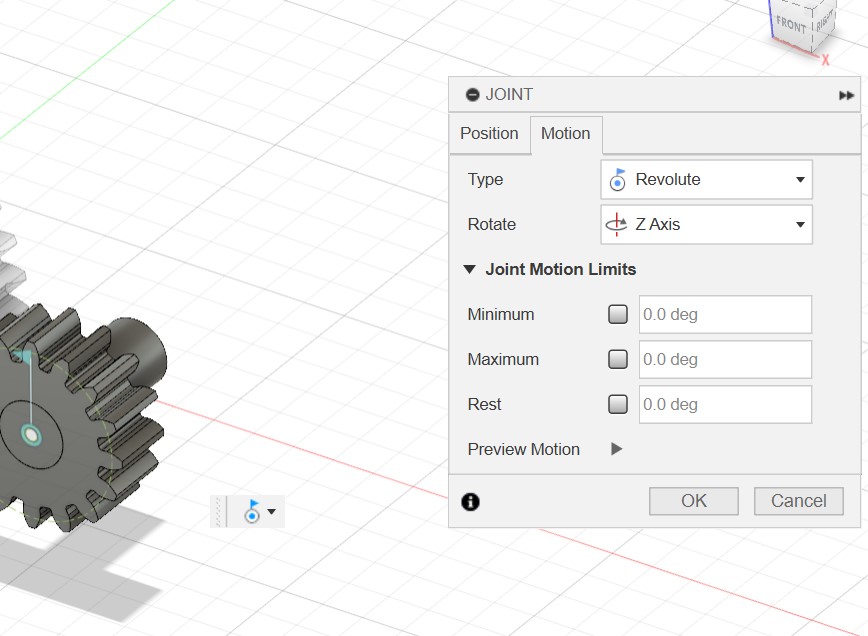 FRONT
RIGHT
X
JOINT
Position Motion
Type Revolute
Rotate Z Axis
Joint Motion Limits
Minimum 0.0 deg
Maximum 0.0 deg
Rest 0.0 deg
Preview Motion
OK Cancel